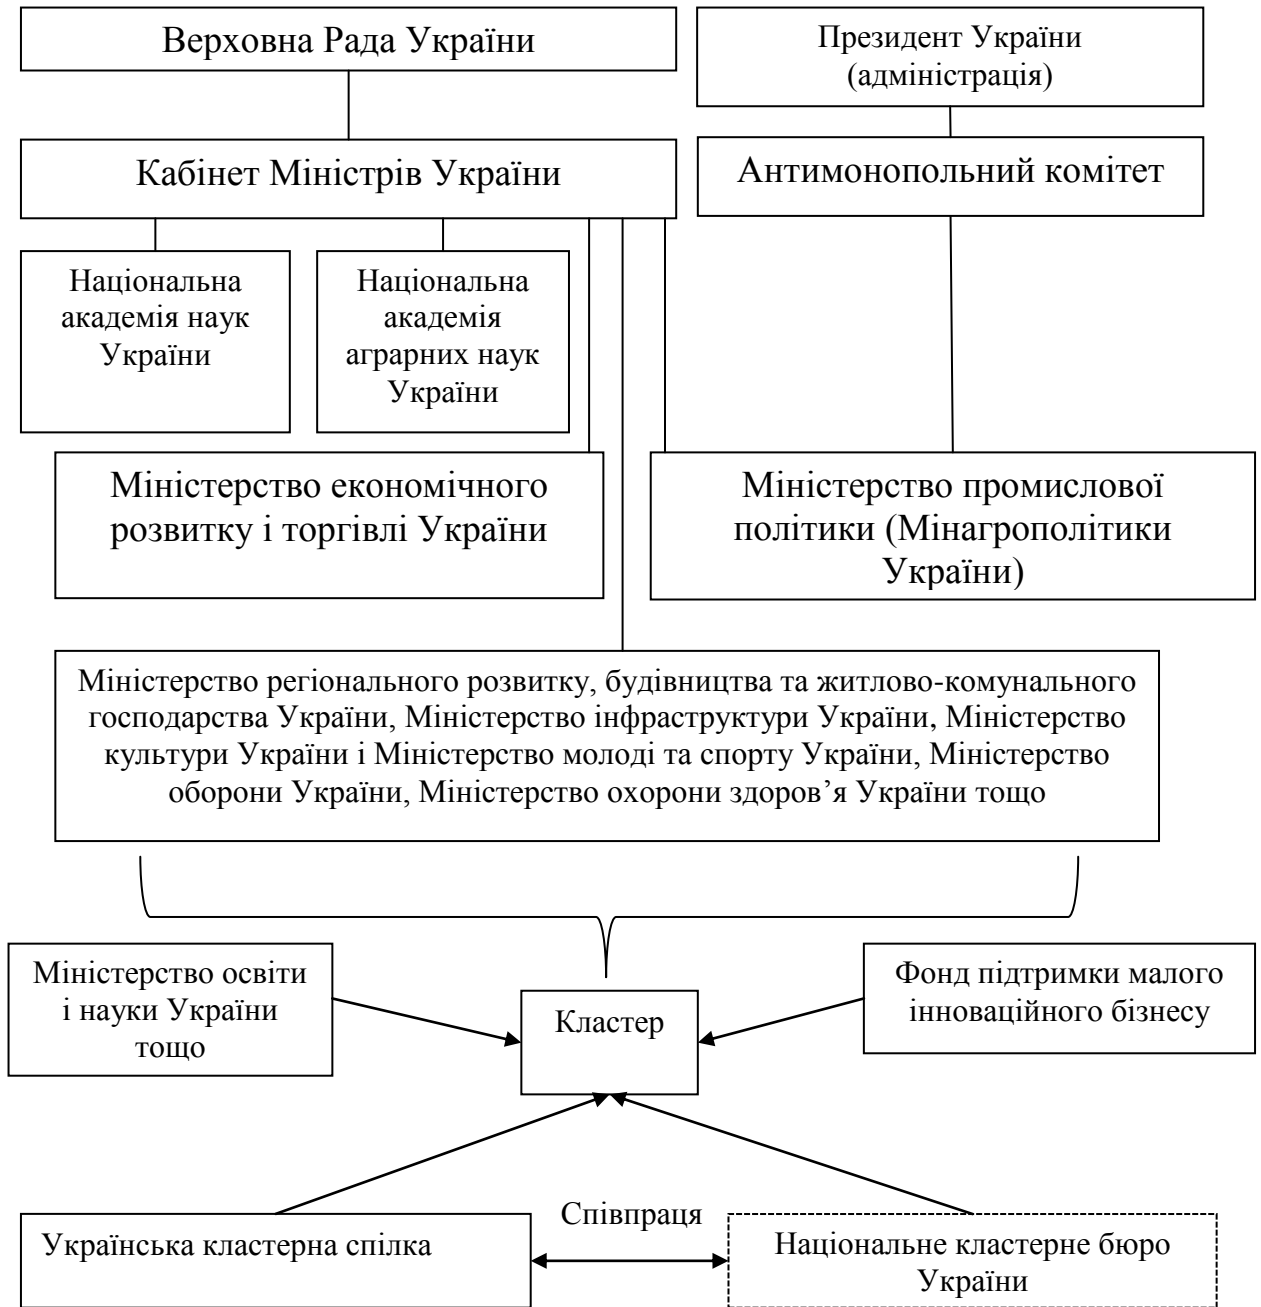 Верховна Рада України
Президент України
(адміністрація)
Кабінет Міністрів України
Антимонопольний комітет
Національна
академія наук
України
Національна
академія
аграрних наук
України
Міністерство економічного
розвитку і торгівлі України
Міністерство промислової
політики (Мінагрополітики
України)
Міністерство регіонального розвитку, будівництва та житлово-комунального
господарства України, Міністерство інфраструктури України, Міністерство
культури України і Міністерство молоді та спорту України, Міністерство
оборони України, Міністерство охорони здоров’я України тощо
Міністерство освіти
і науки України
тощо
Кластер
Фонд підтримки малого
інноваційного бізнесу
Співпраця
Українська кластерна спілка
Національне кластерне бюро
України